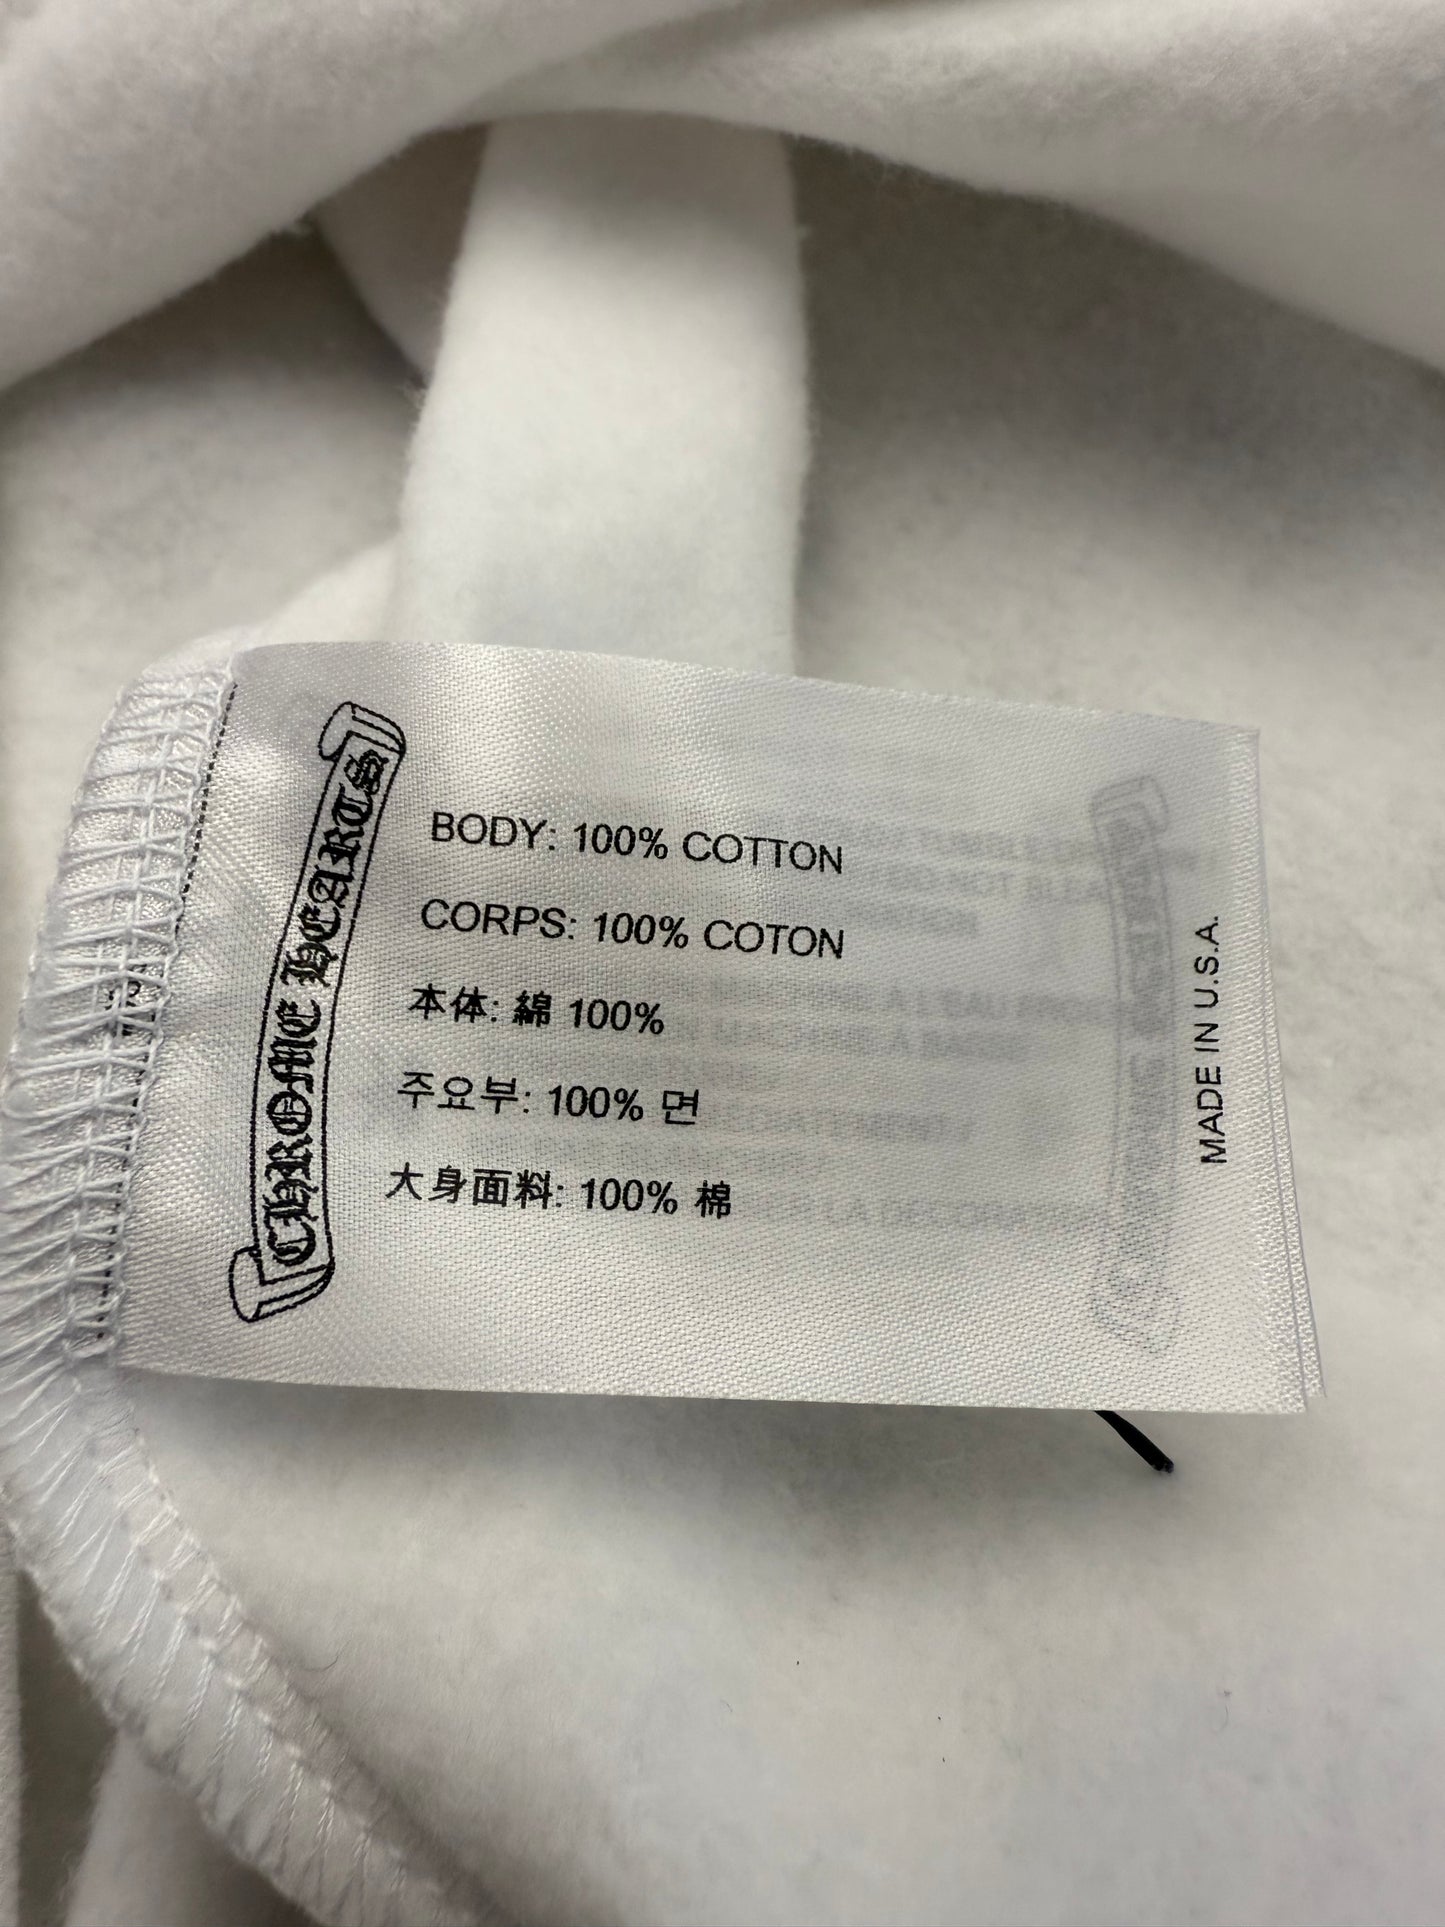 CHROME HEARTS
BODY: 100% COTTON
CORPS: 100% COTON
本体: 綿 100%
주요부: 100% 면
大身面料: 100% 棉
MADE IN U.S.A.